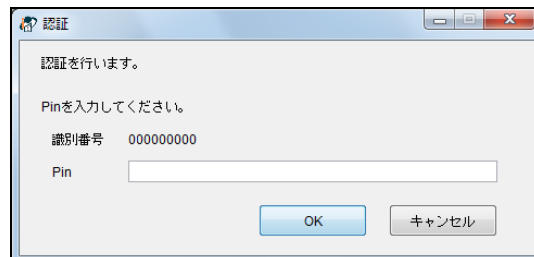 認証
認証を行います。
Pinを入力してください。
識別番号 000000000
Pin
OK キャンセル